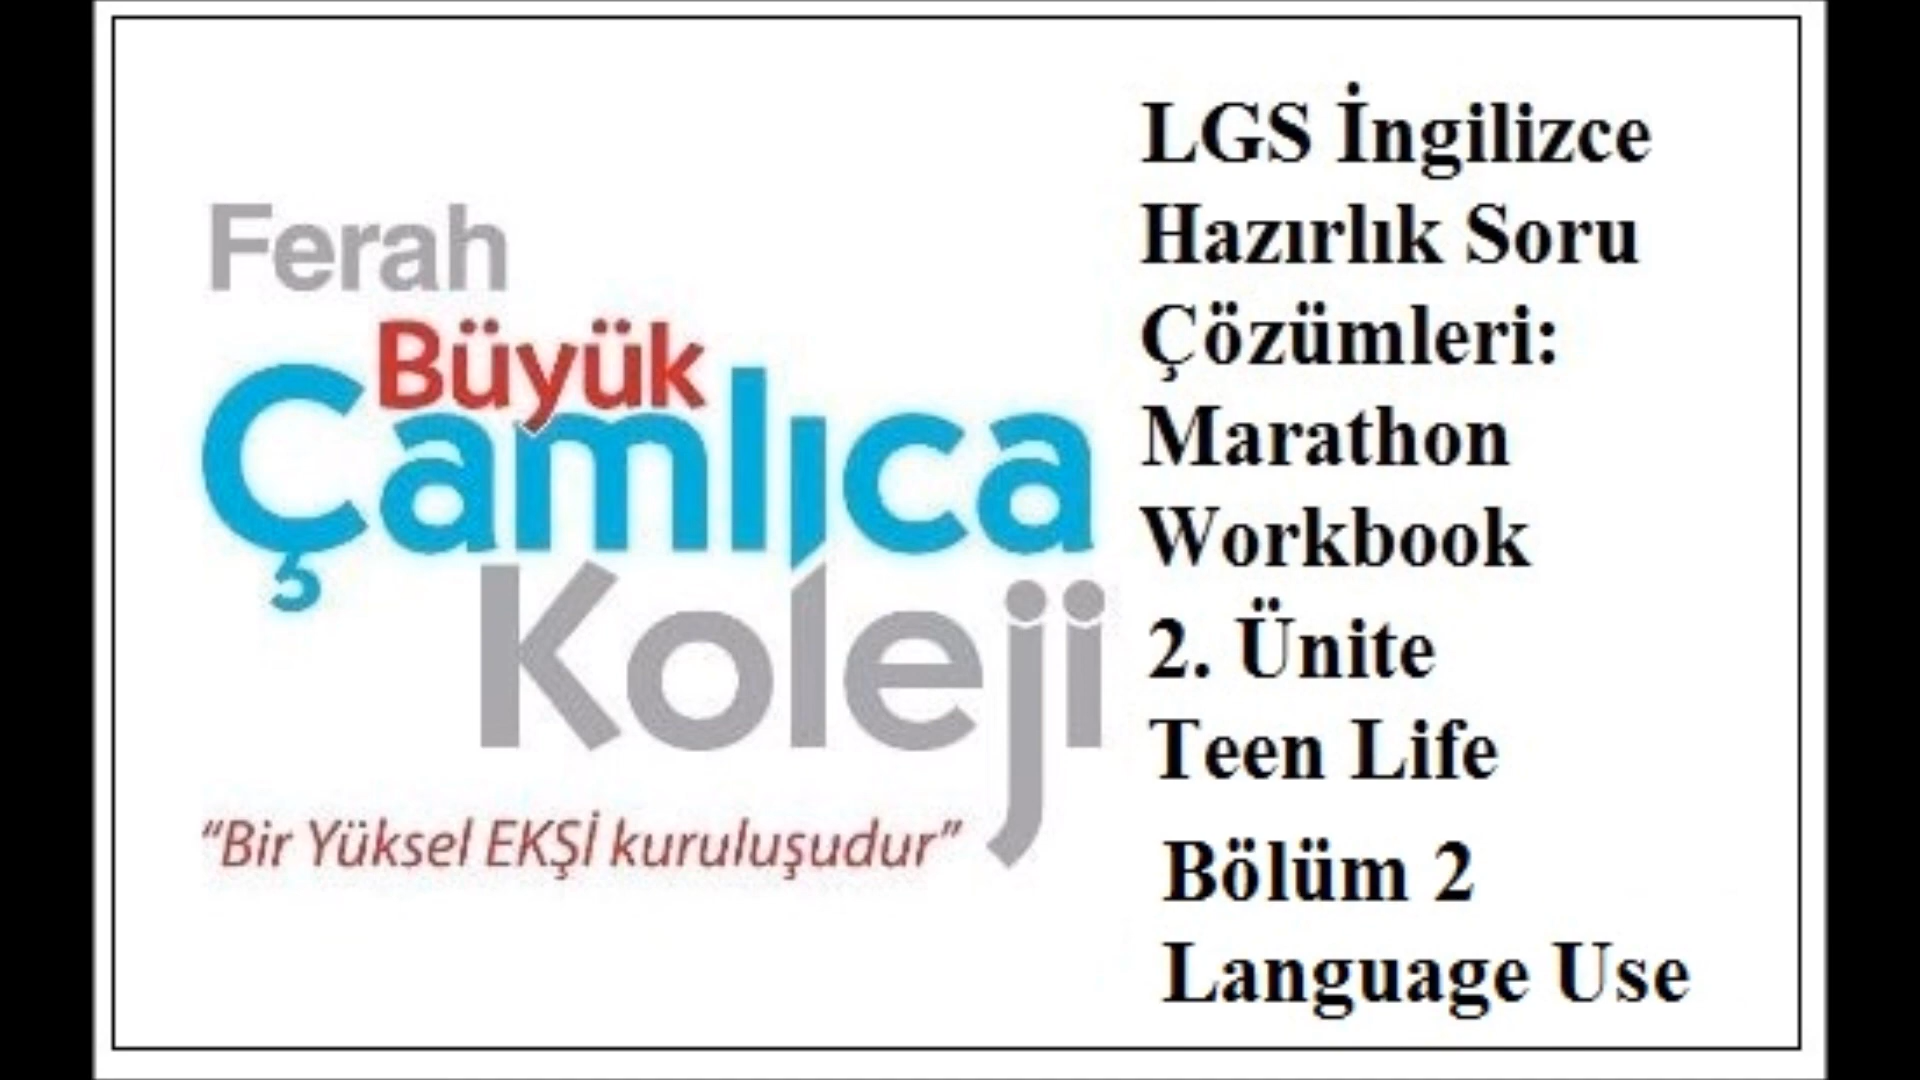 Ferah
Büyük
Çamlıca
Koleji
“Bir Yüksel EKŞİ kuruluşudur”
LGS İngilizce
Hazırlık Soru
Çözümleri:
Marathon
Workbook
2. Ünite
Teen Life
Bölüm 2
Language Use